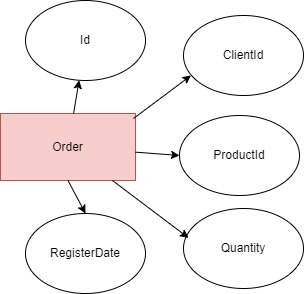 Id
ClientId
Order
ProductId
RegisterDate
Quantity